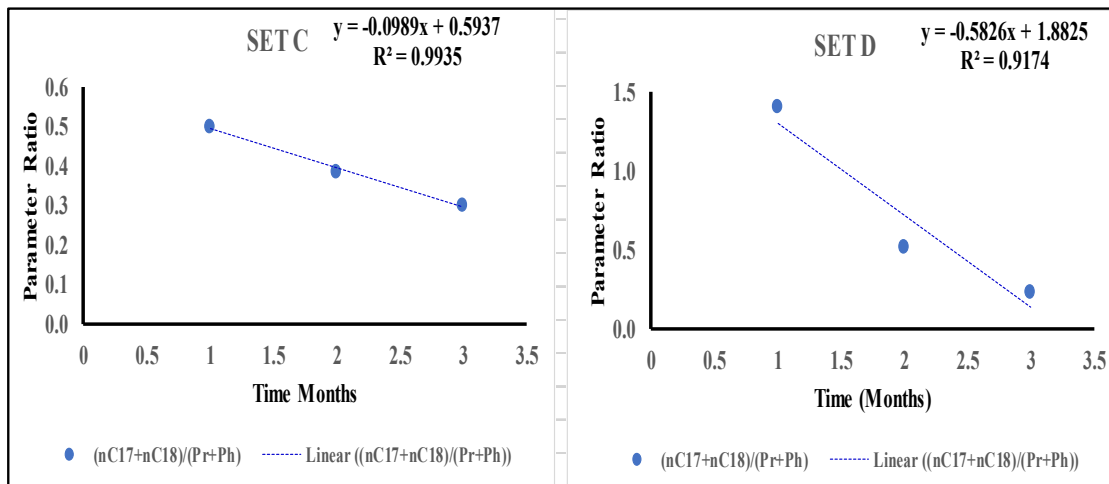 SET C
y = -0.0989x + 0.5937
R² = 0.9935
0.6
0.5
0.4
0.3
0.2
0.1
0.0
Parameter Ratio
0 0.5 1 1.5 2 2.5 3 3.5
Time Months
(nC17+nC18)/(Pr+Ph) Linear ((nC17+nC18)/(Pr+Ph))
SET D
y = -0.5826x + 1.8825
R² = 0.9174
1.5
1.0
0.5
0.0
Parameter Ratio
0 0.5 1 1.5 2 2.5 3 3.5
Time (Months)
(nC17+nC18)/(Pr+Ph) Linear ((nC17+nC18)/(Pr+Ph))